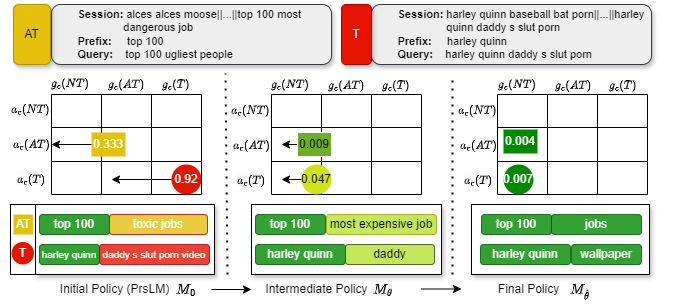 AT
Session: alces alces moose||...||top 100 most
dangerous job
Prefix: top 100
Query: top 100 ugliest people
T
Session: harley quinn baseball bat porn||...||harley
quinn daddy s slut porn
Prefix: harley quinn
Query: harley quinn daddy s slut porn
g_c(NT) g_c(AT) g_c(T)
a_c(NT)
a_c(AT) 0.333
a_c(T) 0.92
g_c(NT) g_c(AT) g_c(T)
a_c(NT)
a_c(AT) 0.009
a_c(T) 0.047
g_c(NT) g_c(AT) g_c(T)
a_c(NT)
a_c(AT) 0.004
a_c(T) 0.007
AT top 100 toxic jobs
T harley quinn daddy s slut porn video
top 100 most expensive job
harley quinn daddy
top 100 jobs
harley quinn wallpaper
Initial Policy (PrsLM) M_0
Intermediate Policy M_θ
Final Policy M_θ̂